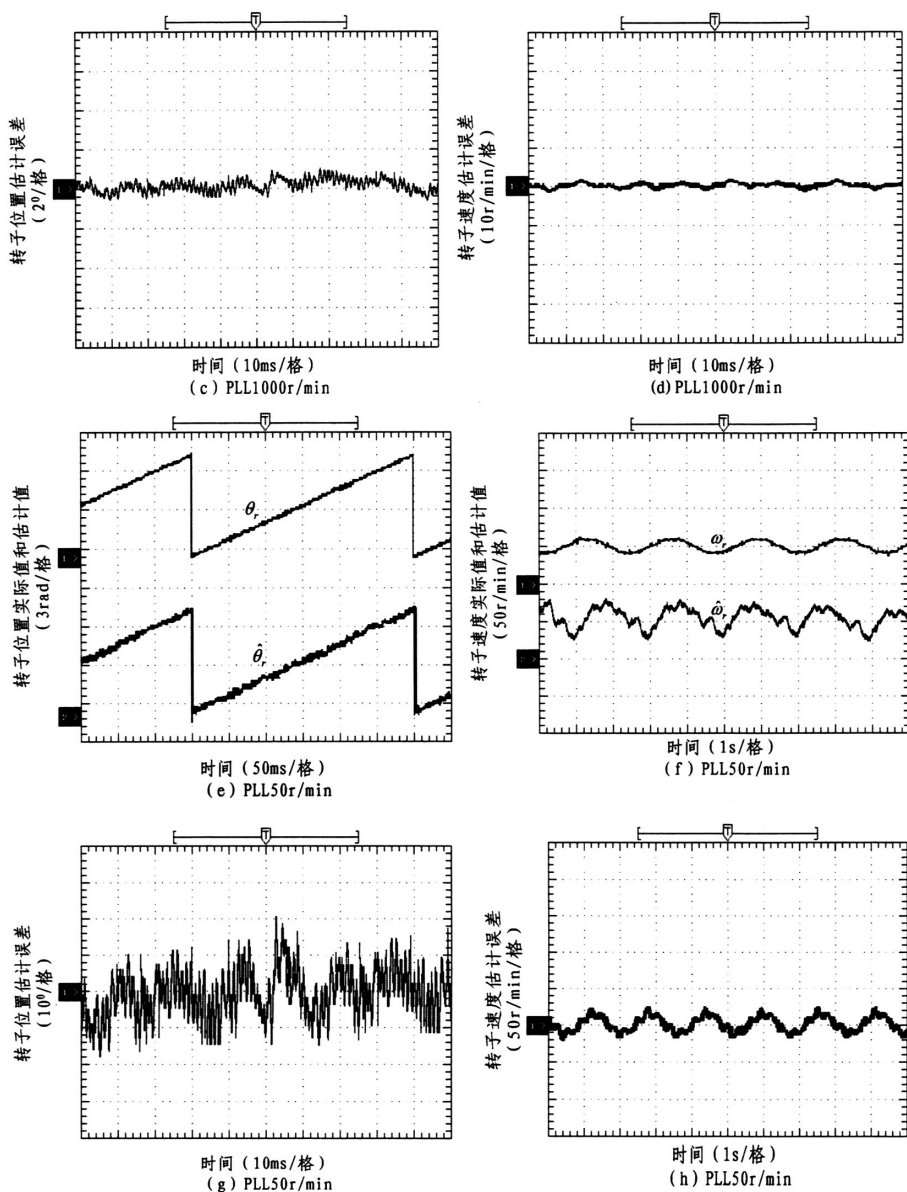 T
T
转子位置估计误差
(2⁰/格)
转子速度估计误差
(10r/min/格)
时间(10ms/格)
(c) PLL1000r/min
时间(10ms/格)
(d) PLL1000r/min
T
T
转子位置实际值和估计值
(3rad/格)
θr
θ̂r
转子速度实际值和估计值
(50r/min/格)
ωr
ω̂r
时间(50ms/格)
(e) PLL50r/min
时间(1s/格)
(f) PLL50r/min
T
T
转子位置估计误差
(10⁰/格)
转子速度估计误差
(50r/min/格)
时间(10ms/格)
(g) PLL50r/min
时间(1s/格)
(h) PLL50r/min